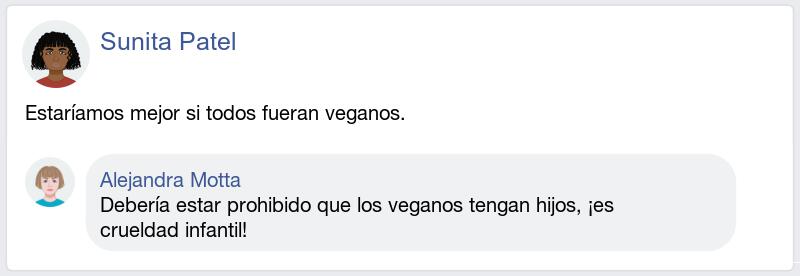 Sunita Patel
Estaríamos mejor si todos fueran veganos.
Alejandra Motta
Debería estar prohibido que los veganos tengan hijos, ¡es
crueldad infantil!